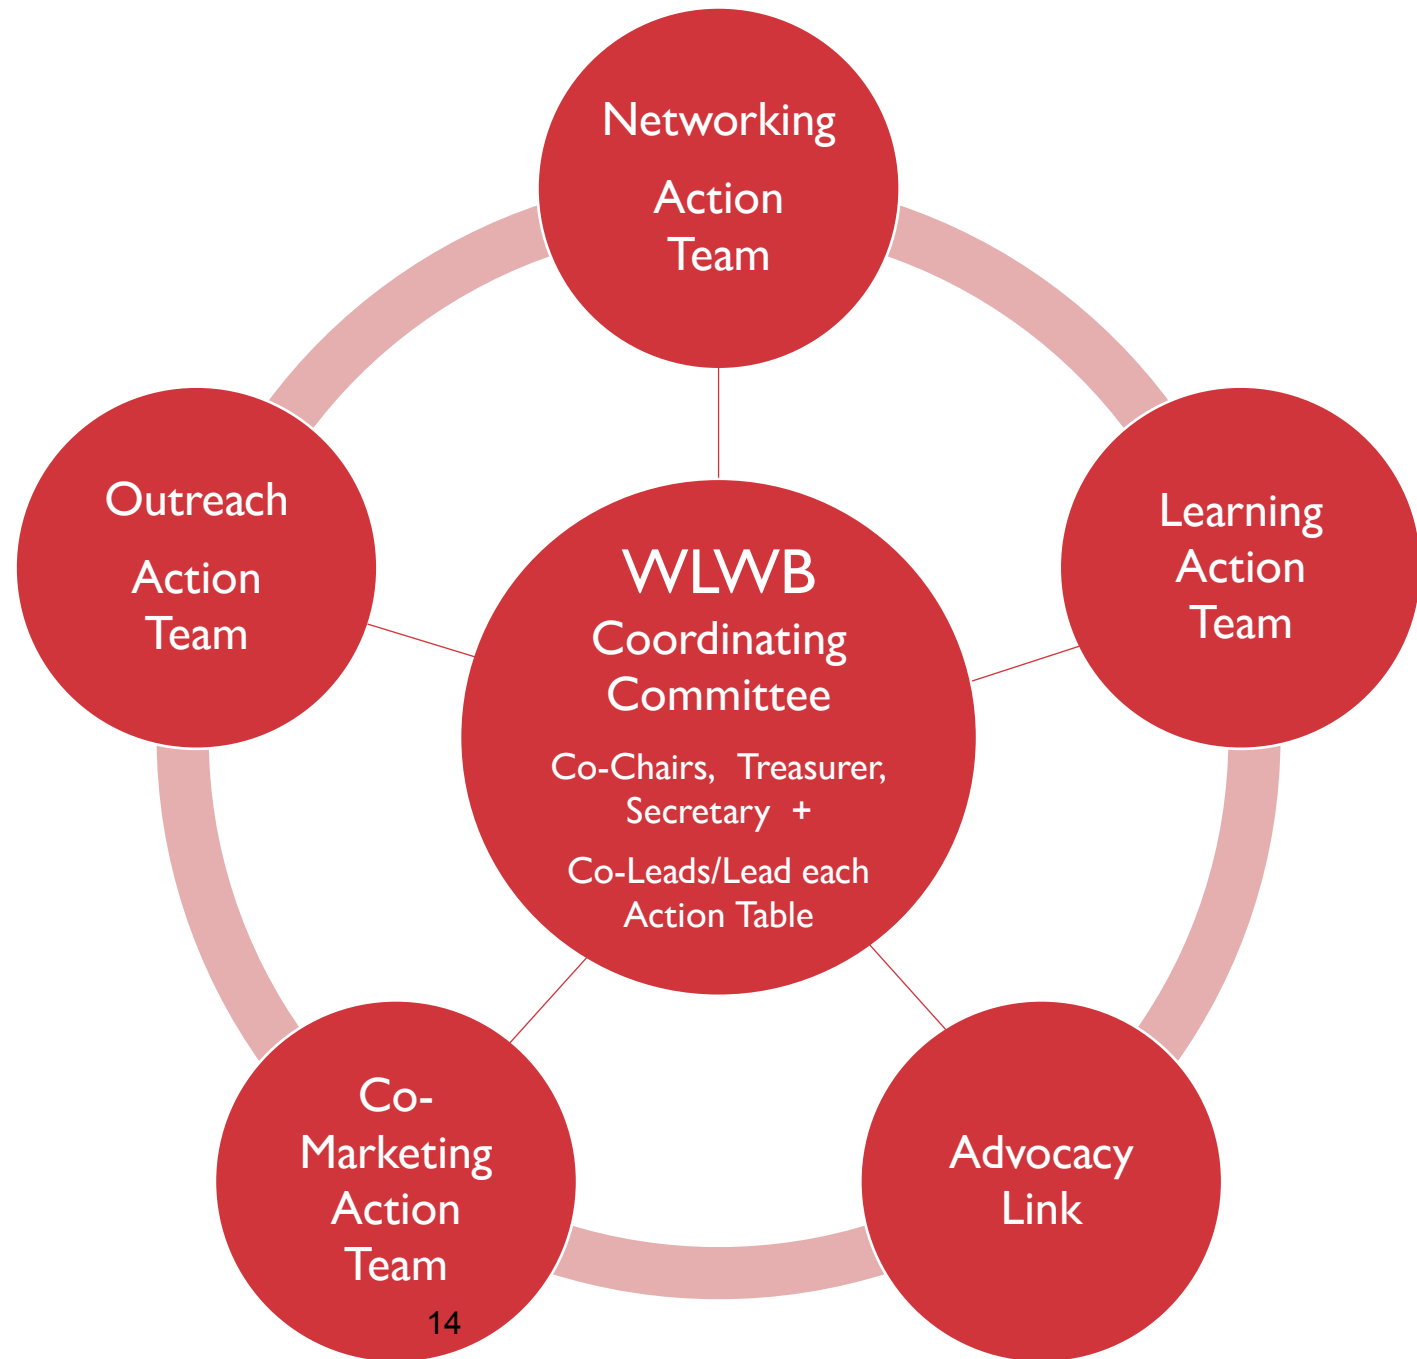 Networking
Action
Team
Outreach
Action
Team
Learning
Action
Team
WLWB
Coordinating
Committee
Co-Chairs, Treasurer,
Secretary +
Co-Leads/Lead each
Action Table
Co-
Marketing
Action
Team
Advocacy
Link
14